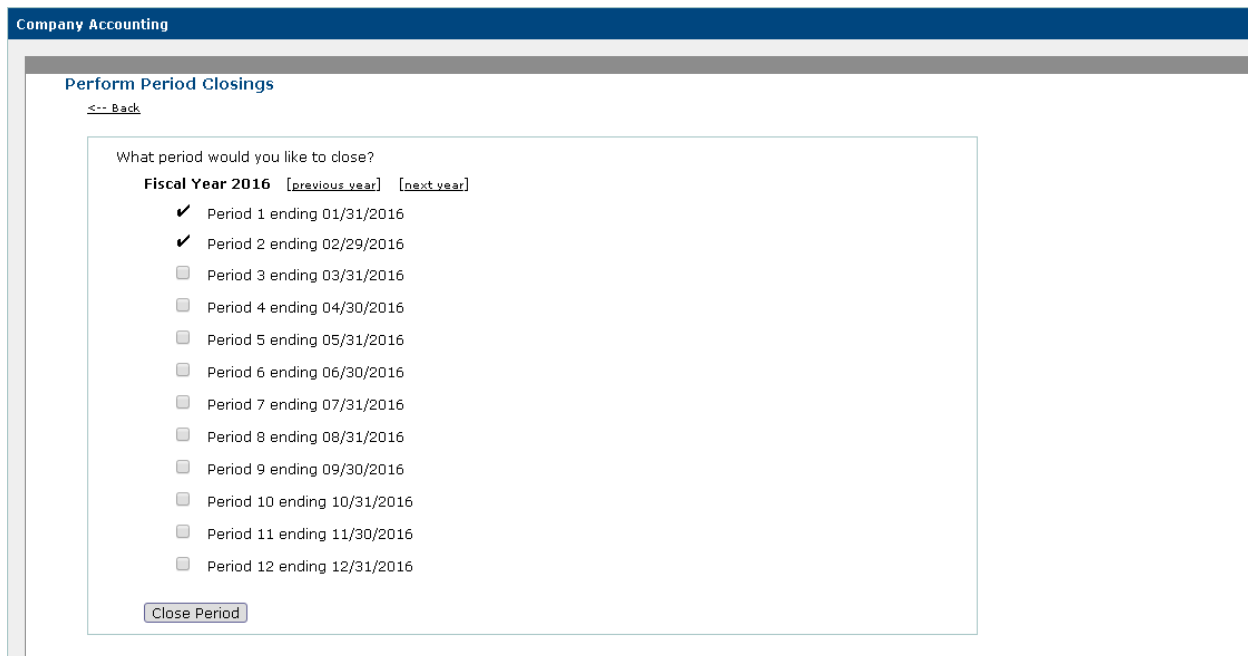 Company Accounting
Perform Period Closings
<-- Back
What period would you like to close?
Fiscal Year 2016 [previous year] [next year]
✔ Period 1 ending 01/31/2016
✔ Period 2 ending 02/29/2016
Period 3 ending 03/31/2016
Period 4 ending 04/30/2016
Period 5 ending 05/31/2016
Period 6 ending 06/30/2016
Period 7 ending 07/31/2016
Period 8 ending 08/31/2016
Period 9 ending 09/30/2016
Period 10 ending 10/31/2016
Period 11 ending 11/30/2016
Period 12 ending 12/31/2016
Close Period